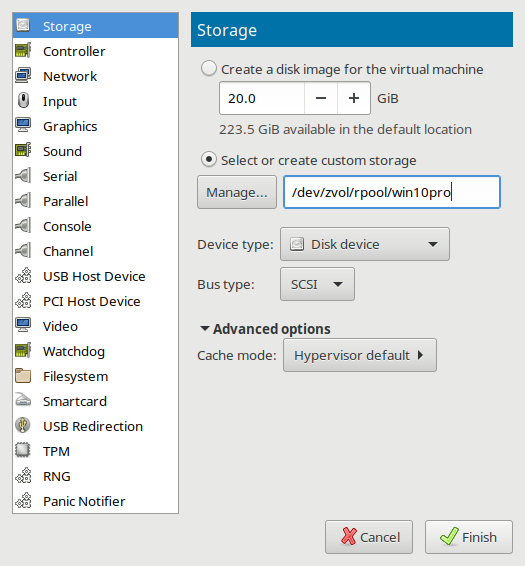 Storage
Controller
Network
Input
Graphics
Sound
Serial
Parallel
Console
Channel
USB Host Device
PCI Host Device
Video
Watchdog
Filesystem
Smartcard
USB Redirection
TPM
RNG
Panic Notifier
Storage
Create a disk image for the virtual machine
20.0 − + GiB
223.5 GiB available in the default location
Select or create custom storage
Manage... /dev/zvol/rpool/win10pro
Device type: Disk device
Bus type: SCSI
Advanced options
Cache mode: Hypervisor default
Cancel Finish